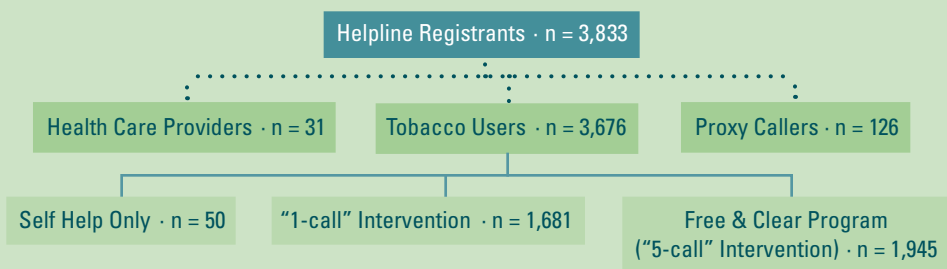 Helpline Registrants · n = 3,833
Health Care Providers · n = 31
Tobacco Users · n = 3,676
Proxy Callers · n = 126
Self Help Only · n = 50
“1-call” Intervention · n = 1,681
Free & Clear Program
(“5-call” Intervention) · n = 1,945